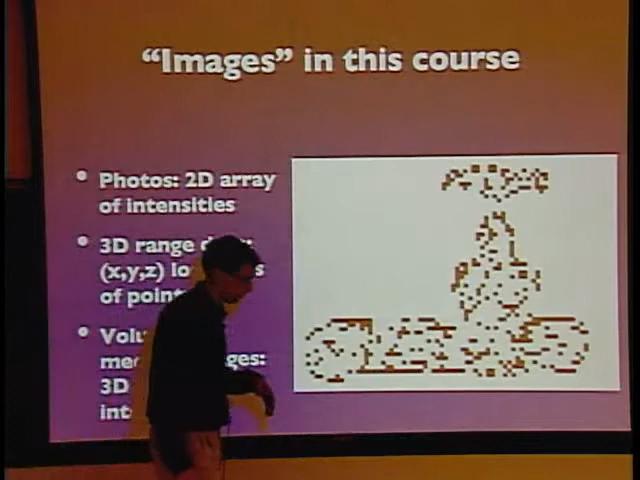 “Images” in this course
• Photos: 2D array
of intensities
• 3D range
(x,y,z) lo s
of point
• Volu
me ges:
3D
int